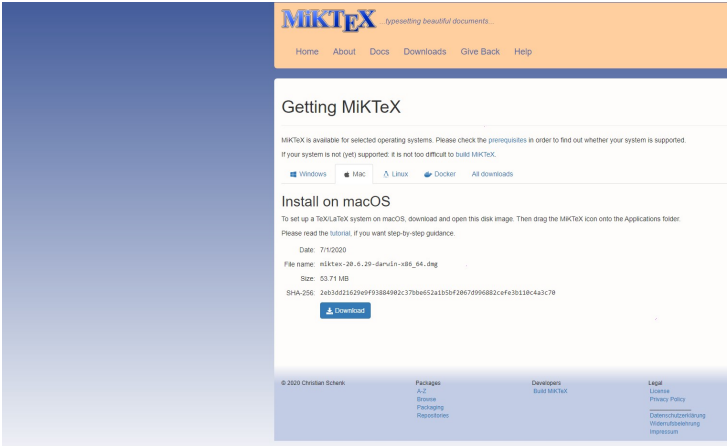 MiKTeX ...typesetting beautiful documents...
Home About Docs Downloads Give Back Help
Getting MiKTeX
MiKTeX is available for selected operating systems. Please check the prerequisites in order to find out whether your system is supported.
If your system is not (yet) supported: it is not too difficult to build MiKTeX.
Windows Mac Linux Docker All downloads
Install on macOS
To set up a TeX/LaTeX system on macOS, download and open this disk image. Then drag the MiKTeX icon onto the Applications folder.
Please read the tutorial, if you want step-by-step guidance.
Date: 7/1/2020
File name: miktex-20.6.29-darwin-x86_64.dmg
Size: 53.71 MB
SHA-256: 2eb3dd21629e9f93884902c37bbe652a1b5bf2067d996882cefe3b110c4a3c70
Download
© 2020 Christian Schenk Packages Developers Legal
A-Z Build MiKTeX License
Browse Privacy Policy
Packaging
Repositories Datenschutzerklärung
Widerrufsbelehrung
Impressum